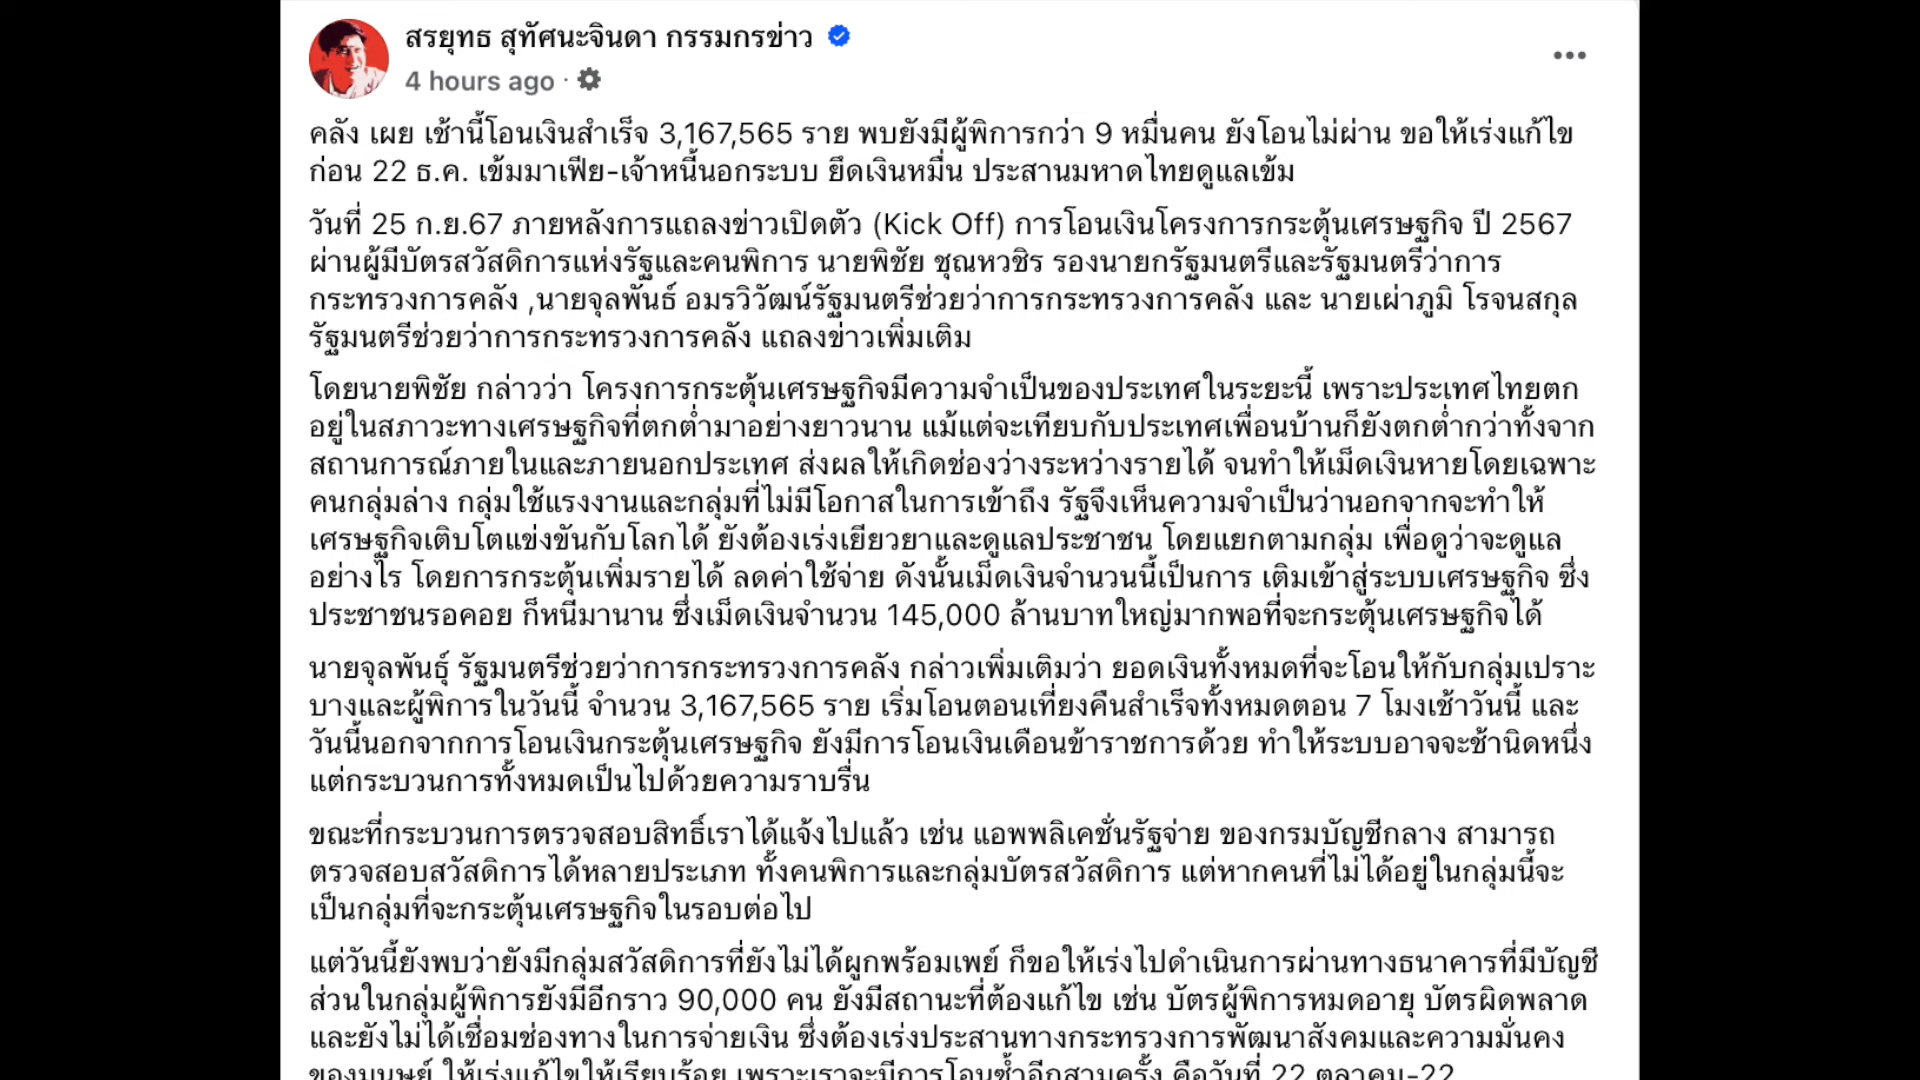 สรยุทธ สุทัศนะจินดา กรรมกรข่าว
4 hours ago ·
คลัง เผย เช้านี้โอนเงินสำเร็จ 3,167,565 ราย พบยังมีผู้พิการกว่า 9 หมื่นคน ยังโอนไม่ผ่าน ขอให้เร่งแก้ไข
ก่อน 22 ธ.ค. เข้มมาเฟีย-เจ้าหนี้นอกระบบ ยึดเงินหมื่น ประสานมหาดไทยดูแลเข้ม
วันที่ 25 ก.ย.67 ภายหลังการแถลงข่าวเปิดตัว (Kick Off) การโอนเงินโครงการกระตุ้นเศรษฐกิจ ปี 2567
ผ่านผู้มีบัตรสวัสดิการแห่งรัฐและคนพิการ นายพิชัย ชุณหวชิร รองนายกรัฐมนตรีและรัฐมนตรีว่าการ
กระทรวงการคลัง ,นายจุลพันธ์ อมรวิวัฒน์รัฐมนตรีช่วยว่าการกระทรวงการคลัง และ นายเผ่าภูมิ โรจนสกุล
รัฐมนตรีช่วยว่าการกระทรวงการคลัง แถลงข่าวเพิ่มเติม
โดยนายพิชัย กล่าวว่า โครงการกระตุ้นเศรษฐกิจมีความจำเป็นของประเทศในระยะนี้ เพราะประเทศไทยตก
อยู่ในสภาวะทางเศรษฐกิจที่ตกต่ำมาอย่างยาวนาน แม้แต่จะเทียบกับประเทศเพื่อนบ้านก็ยังตกต่ำกว่าทั้งจาก
สถานการณ์ภายในและภายนอกประเทศ ส่งผลให้เกิดช่องว่างระหว่างรายได้ จนทำให้เม็ดเงินหายโดยเฉพาะ
คนกลุ่มล่าง กลุ่มใช้แรงงานและกลุ่มที่ไม่มีโอกาสในการเข้าถึง รัฐจึงเห็นความจำเป็นว่านอกจากจะทำให้
เศรษฐกิจเติบโตแข่งขันกับโลกได้ ยังต้องเร่งเยียวยาและดูแลประชาชน โดยแยกตามกลุ่ม เพื่อดูว่าจะดูแล
อย่างไร โดยการกระตุ้นเพิ่มรายได้ ลดค่าใช้จ่าย ดังนั้นเม็ดเงินจำนวนนี้เป็นการ เติมเข้าสู่ระบบเศรษฐกิจ ซึ่ง
ประชาชนรอคอย ก็หนีมานาน ซึ่งเม็ดเงินจำนวน 145,000 ล้านบาทใหญ่มากพอที่จะกระตุ้นเศรษฐกิจได้
นายจุลพันธุ์ รัฐมนตรีช่วยว่าการกระทรวงการคลัง กล่าวเพิ่มเติมว่า ยอดเงินทั้งหมดที่จะโอนให้กับกลุ่มเปราะ
บางและผู้พิการในวันนี้ จำนวน 3,167,565 ราย เริ่มโอนตอนเที่ยงคืนสำเร็จทั้งหมดตอน 7 โมงเช้าวันนี้ และ
วันนี้นอกจากการโอนเงินกระตุ้นเศรษฐกิจ ยังมีการโอนเงินเดือนข้าราชการด้วย ทำให้ระบบอาจจะช้านิดหนึ่ง
แต่กระบวนการทั้งหมดเป็นไปด้วยความราบรื่น
ขณะที่กระบวนการตรวจสอบสิทธิ์เราได้แจ้งไปแล้ว เช่น แอพพลิเคชั่นรัฐจ่าย ของกรมบัญชีกลาง สามารถ
ตรวจสอบสวัสดิการได้หลายประเภท ทั้งคนพิการและกลุ่มบัตรสวัสดิการ แต่หากคนที่ไม่ได้อยู่ในกลุ่มนี้จะ
เป็นกลุ่มที่จะกระตุ้นเศรษฐกิจในรอบต่อไป
แต่วันนี้ยังพบว่ายังมีกลุ่มสวัสดิการที่ยังไม่ได้ผูกพร้อมเพย์ ก็ขอให้เร่งไปดำเนินการผ่านทางธนาคารที่มีบัญชี
ส่วนในกลุ่มผู้พิการยังมีอีกราว 90,000 คน ยังมีสถานะที่ต้องแก้ไข เช่น บัตรผู้พิการหมดอายุ บัตรผิดพลาด
และยังไม่ได้เชื่อมช่องทางในการจ่ายเงิน ซึ่งต้องเร่งประสานทางกระทรวงการพัฒนาสังคมและความมั่นคง
ของมนุษย์ ให้เร่งแก้ไขให้เรียบร้อย เพราะเราจะมีการโอนซ้ำอีกสามครั้ง คือวันที่ 22 ตุลาคม-22